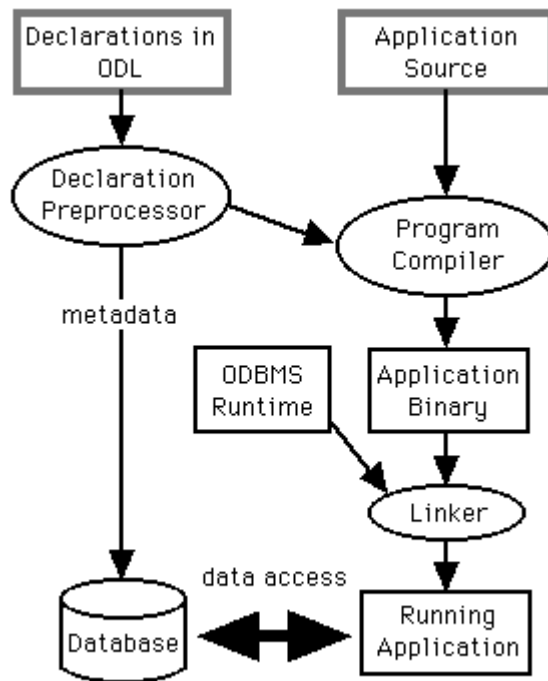 Declarations in
ODL
Application
Source
Declaration
Preprocessor
Program
Compiler
metadata
ODBMS
Runtime
Application
Binary
Linker
data access
Database
Running
Application